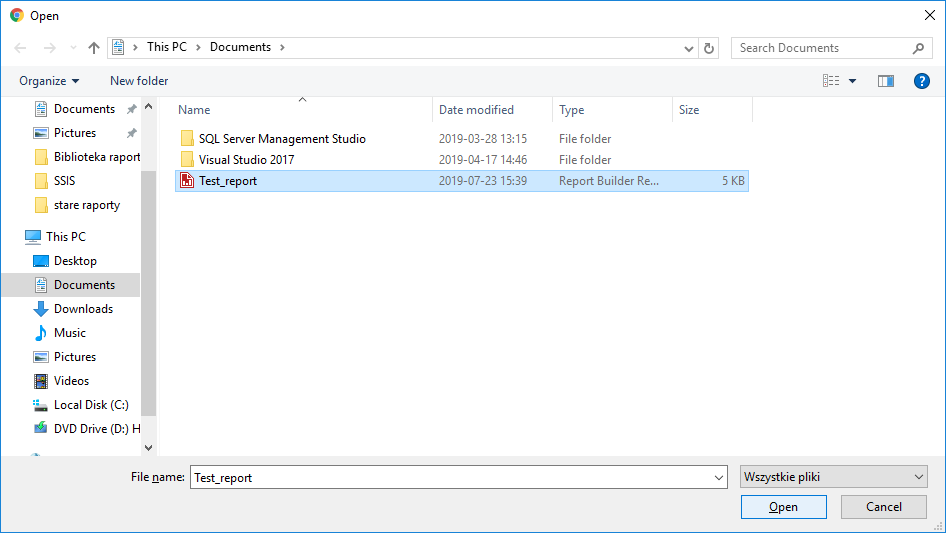 Open
This PC > Documents >
Search Documents
Organize
New folder
Documents
Pictures
Biblioteka raport
SSIS
stare raporty
This PC
Desktop
Documents
Downloads
Music
Pictures
Videos
Local Disk (C:)
DVD Drive (D:) H
Name Date modified Type Size
SQL Server Management Studio 2019-03-28 13:15 File folder
Visual Studio 2017 2019-04-17 14:46 File folder
Test_report 2019-07-23 15:39 Report Builder Re... 5 KB
File name: Test_report Wszystkie pliki
Open Cancel